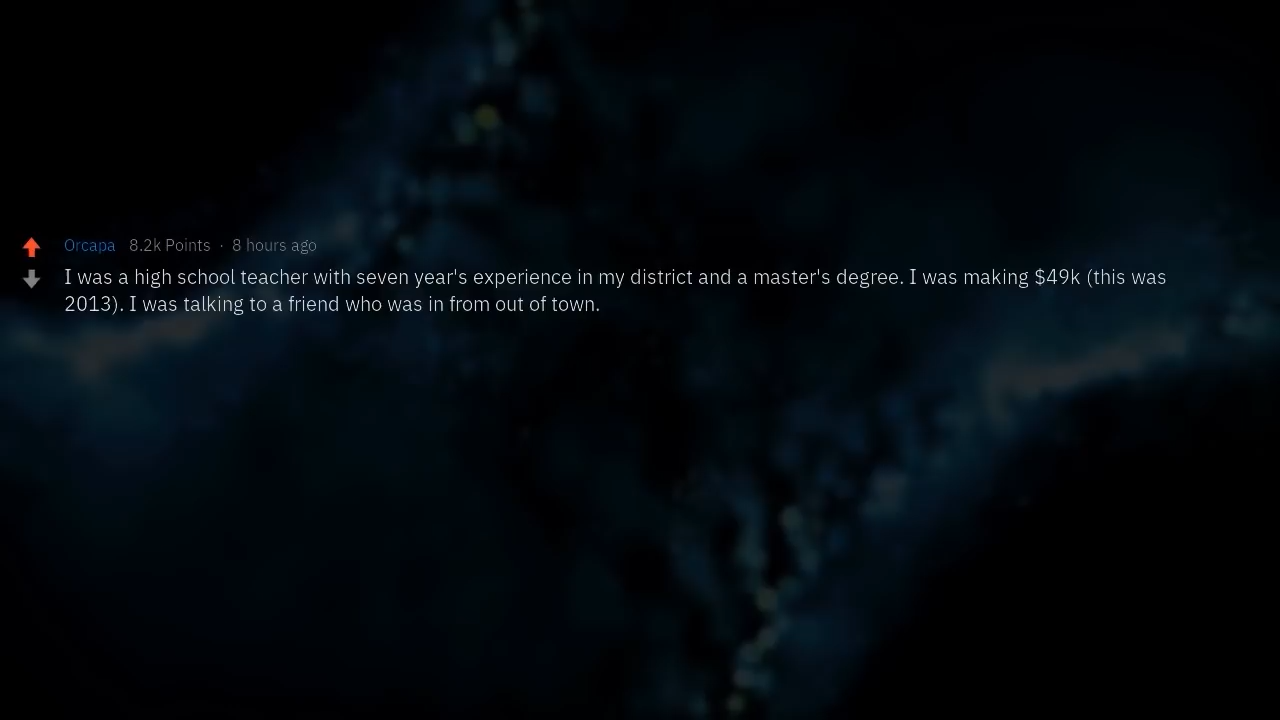 Orcapa 8.2k Points · 8 hours ago
I was a high school teacher with seven year's experience in my district and a master's degree. I was making $49k (this was
2013). I was talking to a friend who was in from out of town.